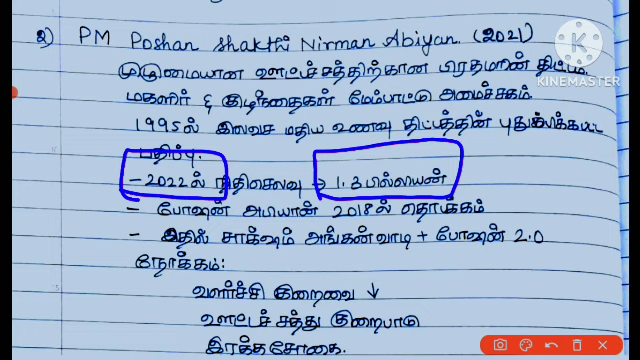 2) PM Poshan Shakthi Nirman Abiyan. (2021)
முழுமையான ஊட்டச்சத்திற்கான பிரதமரின் திட்டம்.
மகளிர் & குழந்தைகள் மேம்பாட்டு அமைச்சகம்.
1995ல் இலவச மதிய உணவு திட்டத்தின் புதுப்பிக்கப்பட்ட
பதிப்பு.
- 2022ல் நிதிசெலவு → 1.3 பில்லியன்
- போஷன் அபியான் 2018ல் தொடக்கம்
- இதில் சாக்ஷம் அங்கன்வாடி + போஷன் 2.0
நோக்கம்:
வளர்ச்சி குறைவை ↓
ஊட்டச் சத்து குறைபாடு
இரத்தசோகை.
KINEMASTER